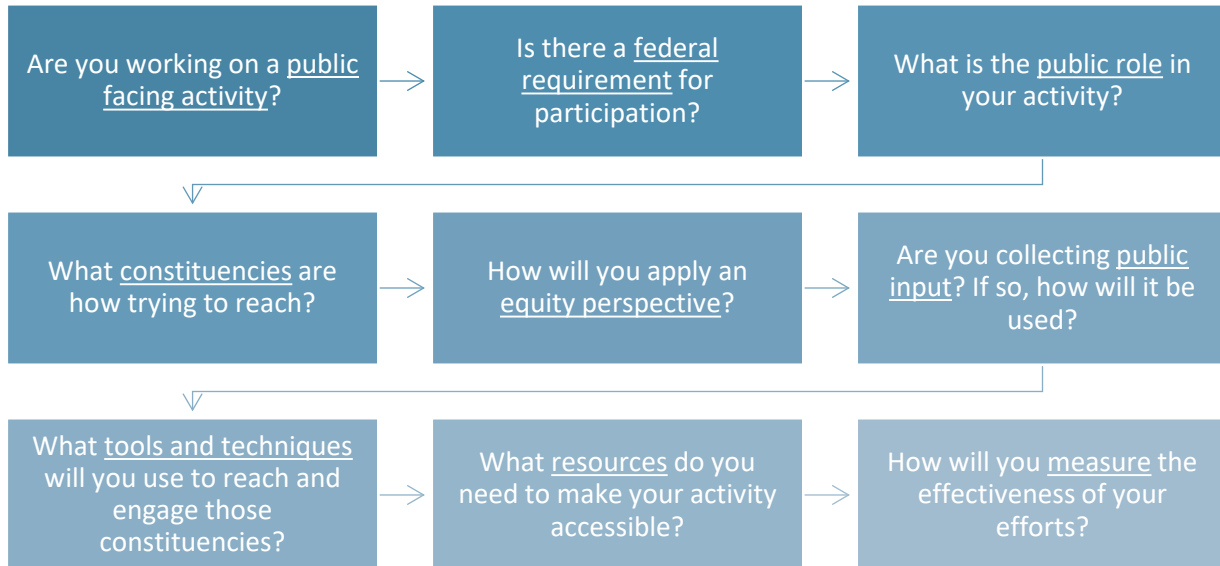 Are you working on a public
facing activity?
Is there a federal
requirement for
participation?
What is the public role in
your activity?
What constituencies are
how trying to reach?
How will you apply an
equity perspective?
Are you collecting public
input? If so, how will it be
used?
What tools and techniques
will you use to reach and
engage those
constituencies?
What resources do you
need to make your activity
accessible?
How will you measure the
effectiveness of your
efforts?